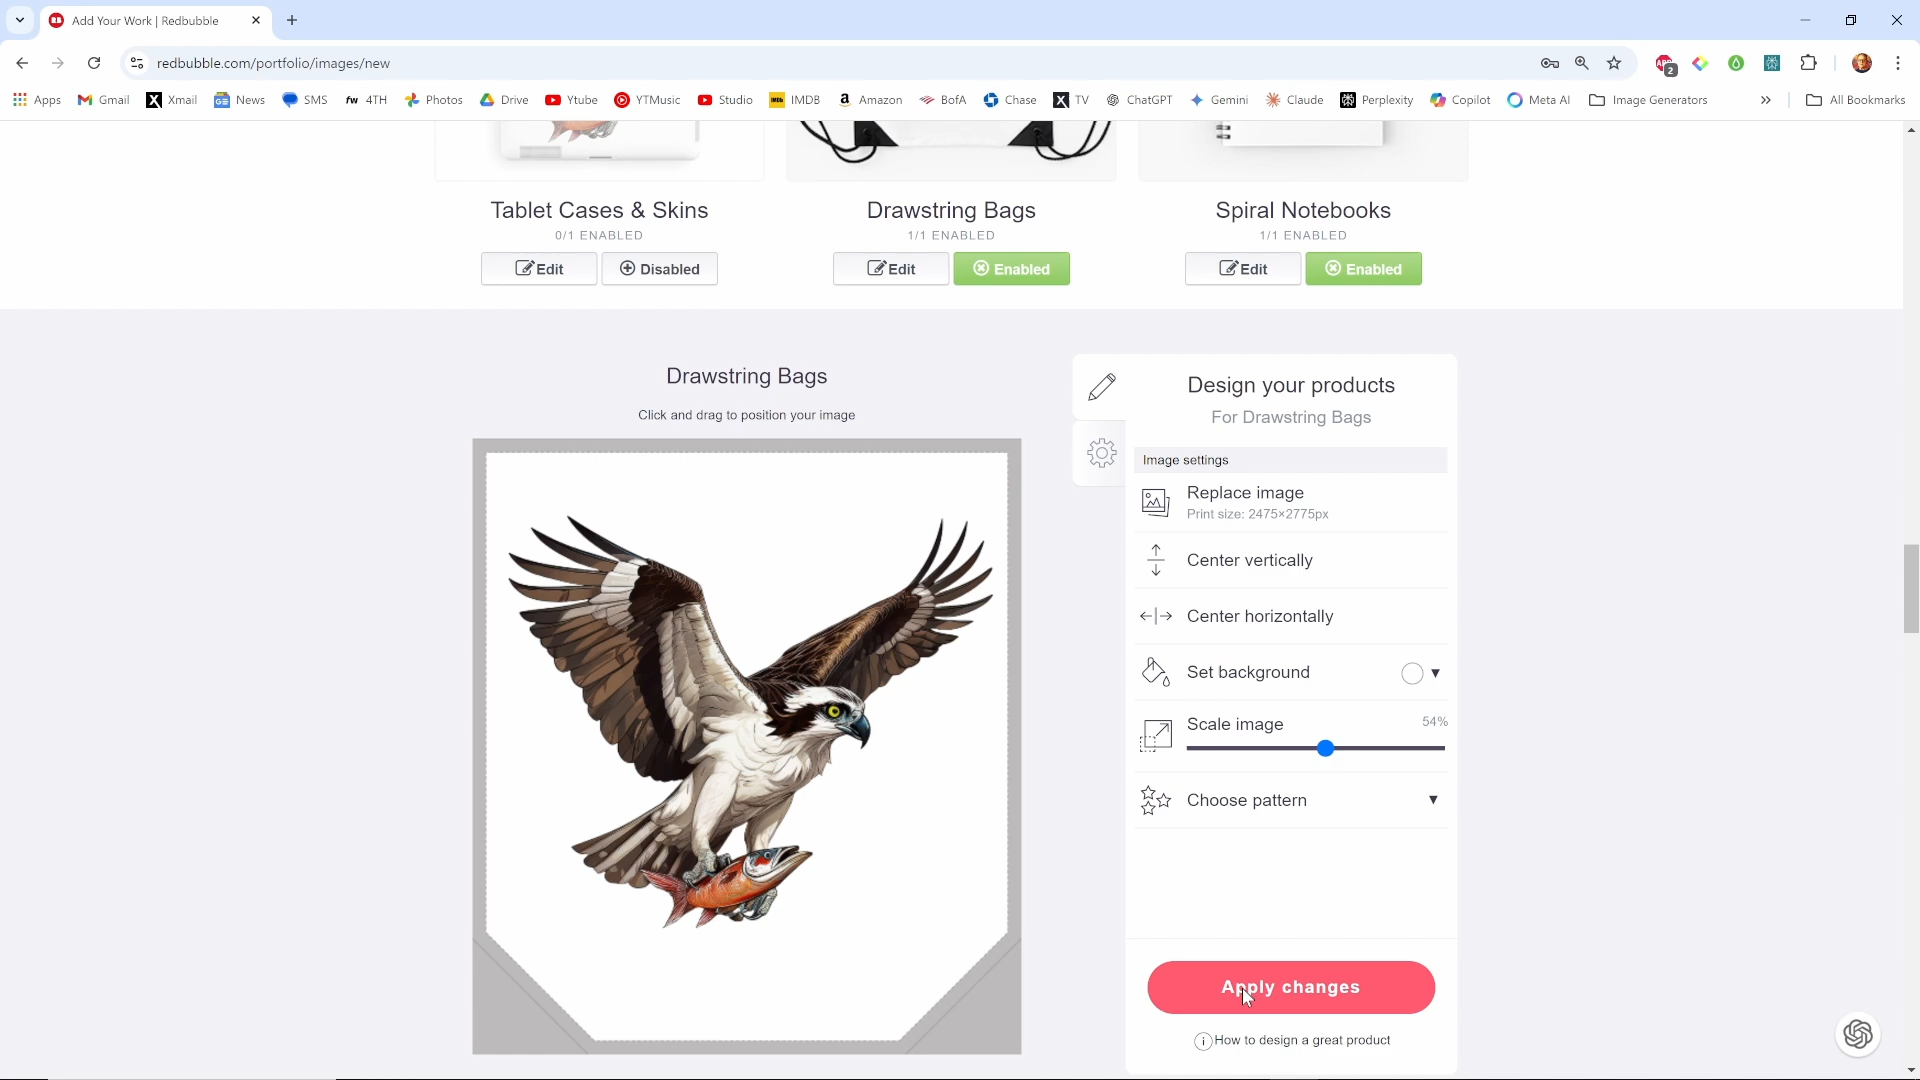 Add Your Work | Redbubble
redbubble.com/portfolio/images/new
2
Apps
Gmail
Xmail
News
SMS
fw 4TH
Photos
Drive
Ytube
YTMusic
Studio
IMDB
Amazon
BofA
Chase
TV
ChatGPT
Gemini
Claude
Perplexity
Copilot
Meta AI
Image Generators
»
All Bookmarks
Tablet Cases & Skins
0/1 ENABLED
Edit
Disabled
Drawstring Bags
1/1 ENABLED
Edit
Enabled
Spiral Notebooks
1/1 ENABLED
Edit
Enabled
Drawstring Bags
Click and drag to position your image
Design your products
For Drawstring Bags
Image settings
Replace image
Print size: 2475×2775px
Center vertically
Center horizontally
Set background
Scale image
54%
Choose pattern
Apply changes
How to design a great product